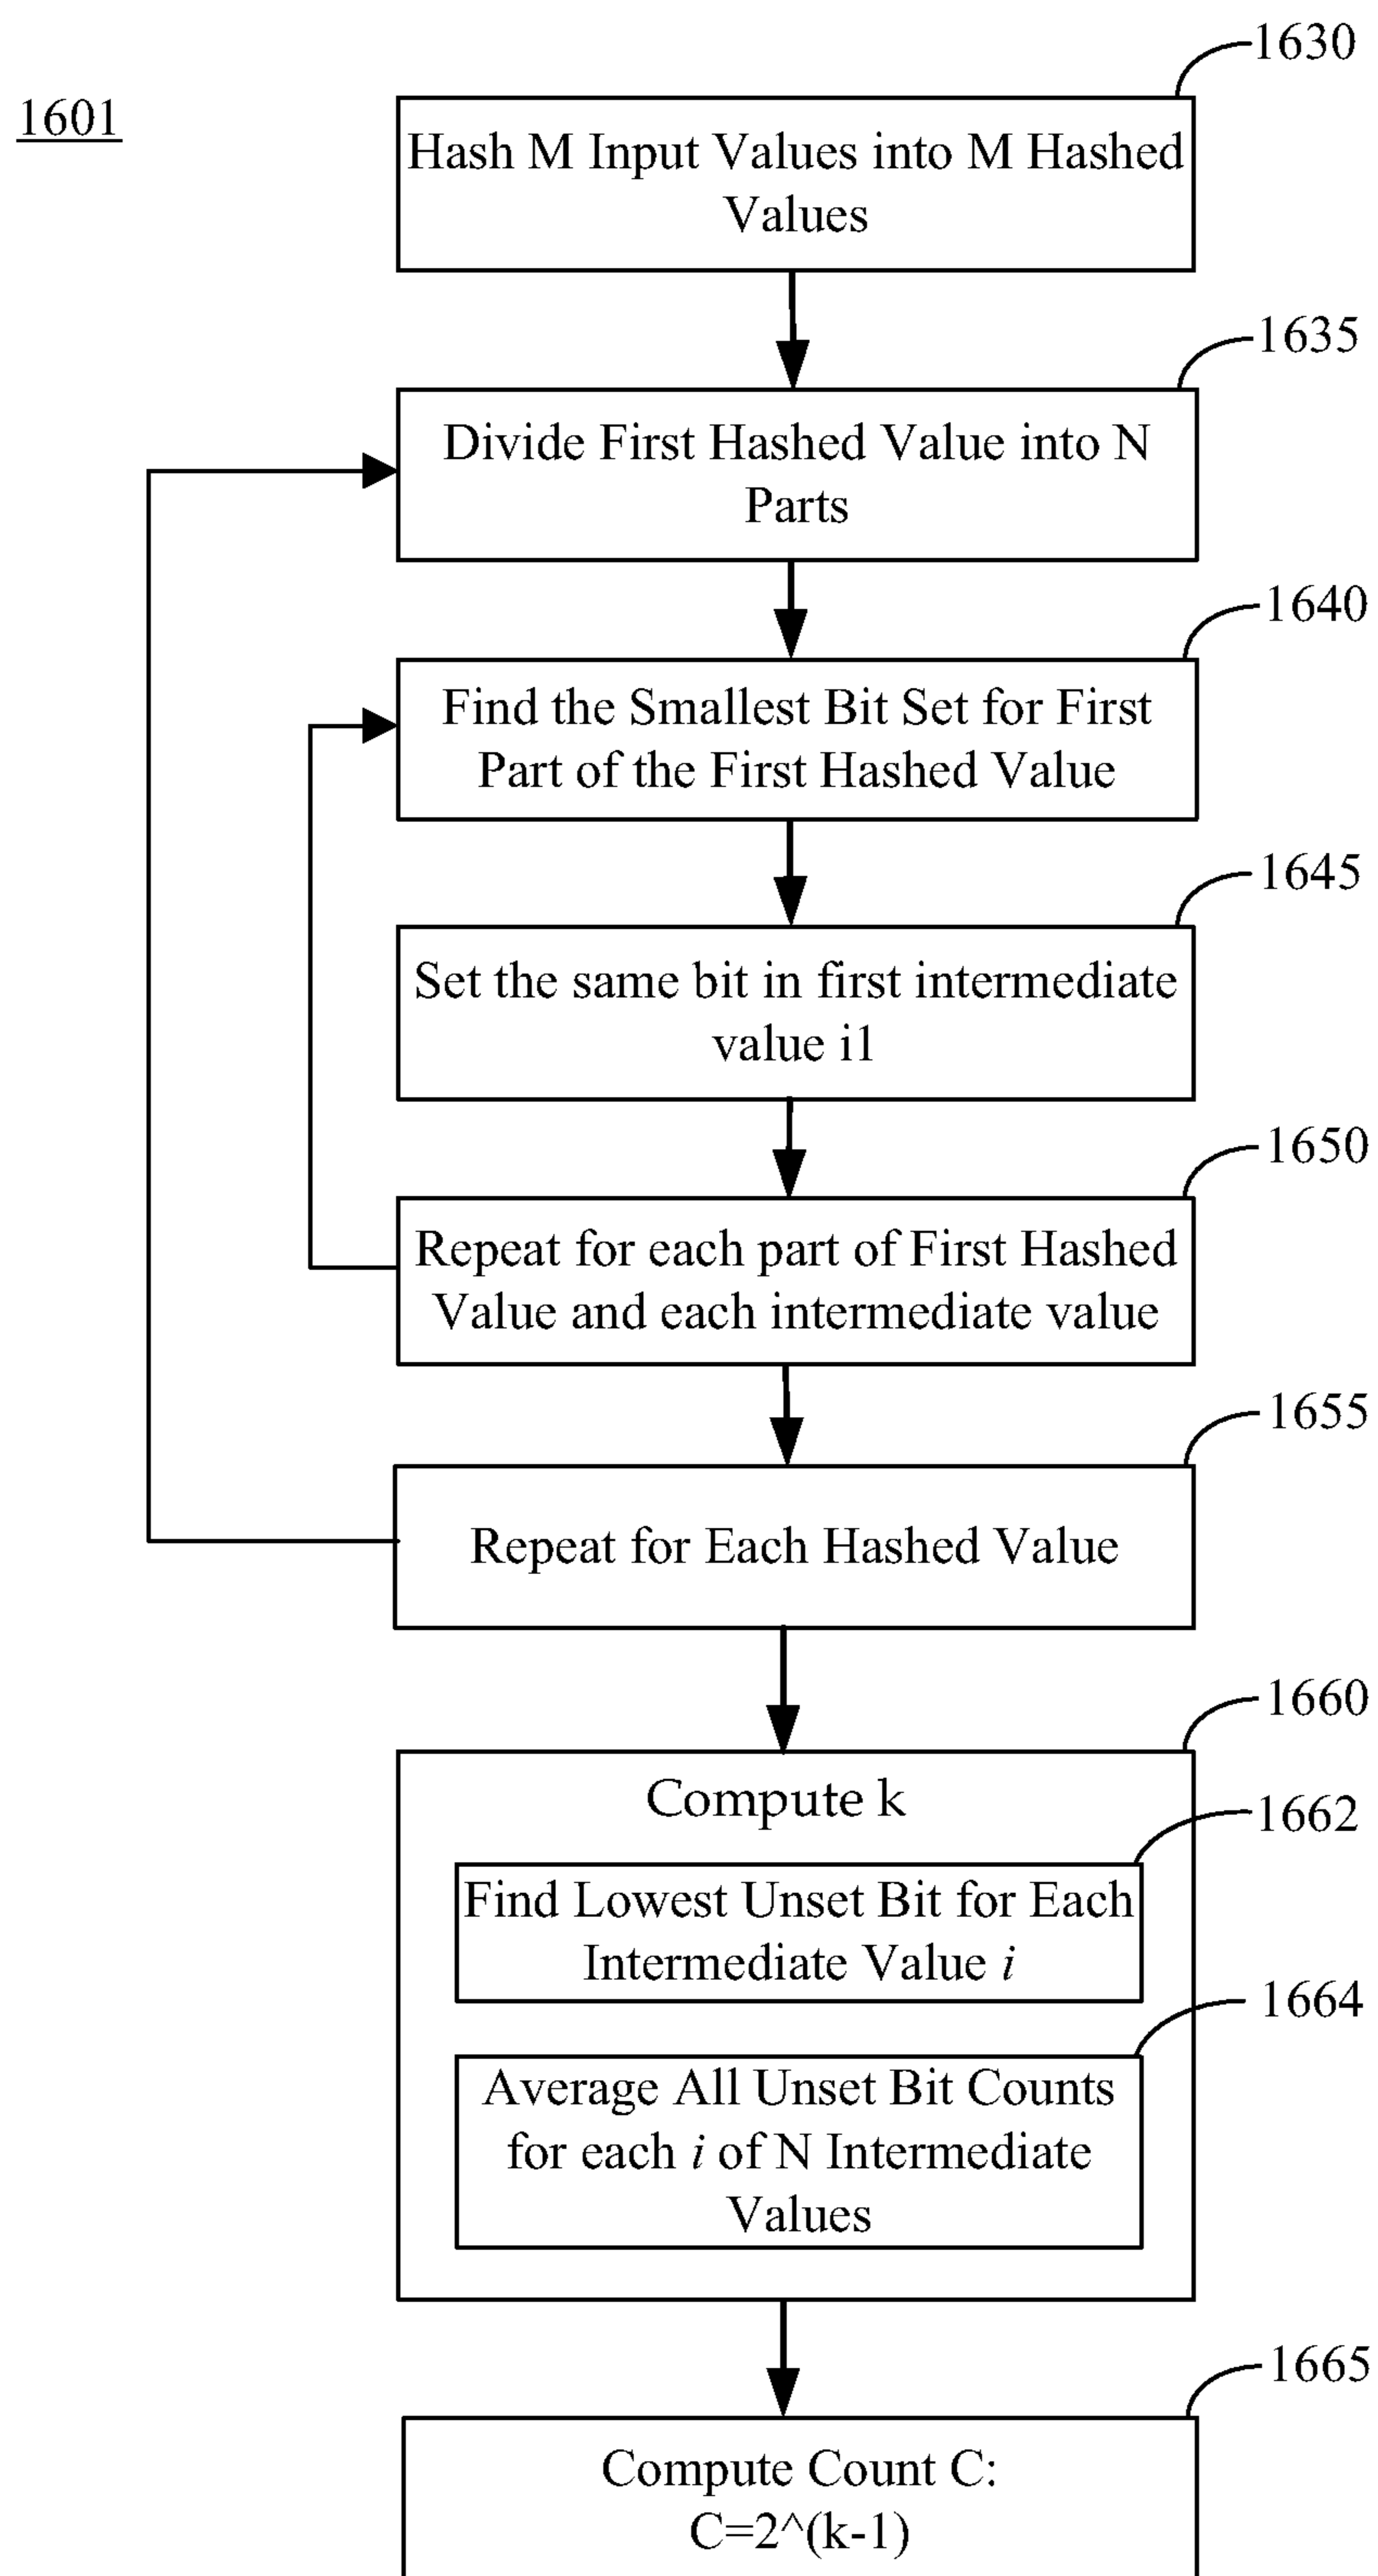 1601
1630
Hash M Input Values into M Hashed
Values
1635
Divide First Hashed Value into N
Parts
1640
Find the Smallest Bit Set for First
Part of the First Hashed Value
1645
Set the same bit in first intermediate
value i1
1650
Repeat for each part of First Hashed
Value and each intermediate value
1655
Repeat for Each Hashed Value
1660
Compute k
1662
Find Lowest Unset Bit for Each
Intermediate Value i
1664
Average All Unset Bit Counts
for each i of N Intermediate
Values
1665
Compute Count C:
C=2^(k-1)